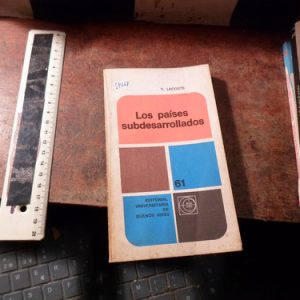 Y. LACOSTE
Los países
subdesarrollados
61
EDITORIAL
UNIVERSITARIA
DE
BUENOS AIRES